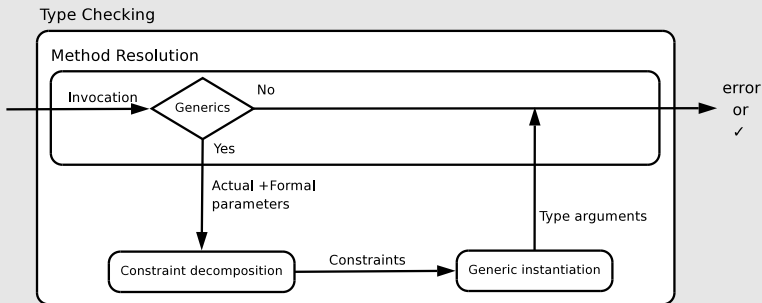 Type Checking
Method Resolution
Invocation
Generics
No
Yes
error
or
✓
Actual +Formal
parameters
Type arguments
Constraint decomposition
Constraints
Generic instantiation